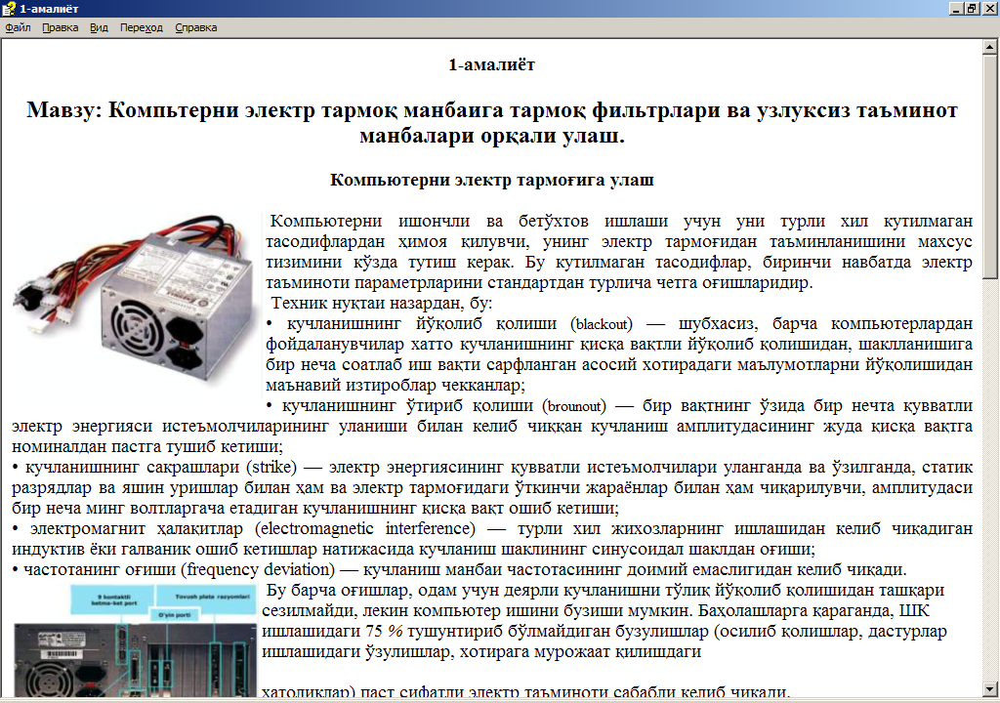 1-амалиёт
Файл Правка Вид Переход Справка
1-амалиёт
Мавзу: Компьтерни электр тармоқ манбаига тармоқ фильтрлари ва узлуксиз таъминот
манбалари орқали улаш.
Компьютерни электр тармоғига улаш
Компьютерни ишончли ва бетўхтов ишлаши учун уни турли хил кутилмаган
тасодифлардан ҳимоя қилувчи, унинг электр тармоғидан таъминланишини махсус
тизимини кўзда тутиш керак. Бу кутилмаган тасодифлар, биринчи навбатда электр
таъминоти параметрларини стандартдан турлича четга оғишларидир.
Техник нуқтаи назардан, бу:
• кучланишнинг йўқолиб қолиши (blackout) — шубхасиз, барча компьютерлардан
фойдаланувчилар хатто кучланишнинг қисқа вақтли йўқолиб қолишидан, шаклланишига
бир неча соатлаб иш вақти сарфланган асосий хотирадаги маълумотларни йўқолишидан
маънавий изтироблар чекканлар;
• кучланишнинг ўтириб қолиши (brounout) — бир вақтнинг ўзида бир нечта қувватли
электр энергияси истеъмолчиларининг уланиши билан келиб чиққан кучланиш амплитудасининг жуда қисқа вақтга
номиналдан пастга тушиб кетиши;
• кучланишнинг сакрашлари (strike) — электр энергиясининг қувватли истеъмолчилари уланганда ва ўзилганда, статик
разрядлар ва яшин уришлар билан ҳам ва электр тармоғидаги ўткинчи жараёнлар билан ҳам чиқарилувчи, амплитудаси
бир неча минг волтларгача етадиган кучланишнинг қисқа вақт ошиб кетиши;
• электромагнит ҳалақитлар (electromagnetic interference) — турли хил жихозларнинг ишлашидан келиб чиқадиган
индуктив ёки галваник ошиб кетишлар натижасида кучланиш шаклининг синусоидал шаклдан оғиши;
• частотанинг оғиши (frequency deviation) — кучланиш манбаи частотасининг доимий емаслигидан келиб чиқади.
9 kontaktli
ketma-ket port
Tovush plata razyomlari
O'yin porti
Бу барча оғишлар, одам учун деярли кучланишни тўлиқ йўқолиб қолишидан ташқари
сезилмайди, лекин компьютер ишини бузиши мумкин. Баҳолашларга қараганда, ШК
ишлашидаги 75 % тушунтириб бўлмайдиган бузулишлар (осилиб қолишлар, дастурлар
ишлашидаги ўзулишлар, хотирага мурожаат қилишдаги
хатоликлар) паст сифатли электр таъминоти сабабли келиб чикади.